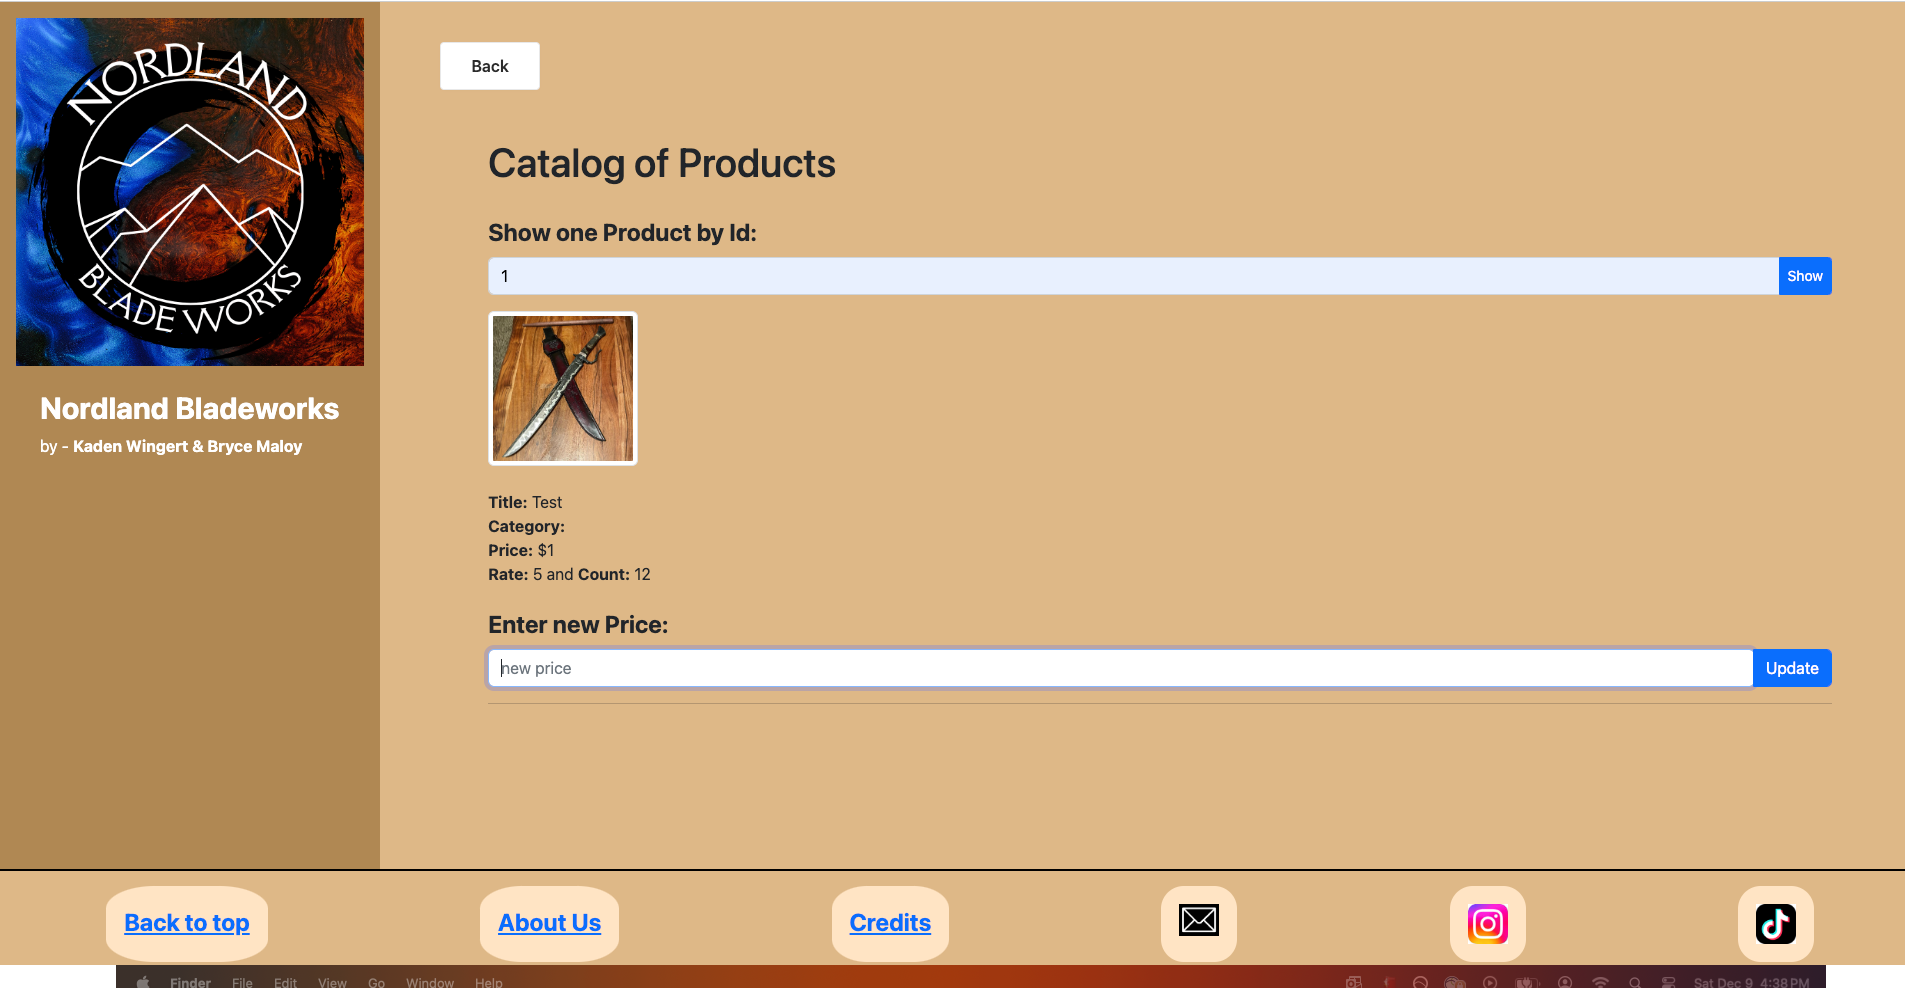 NORDLAND
BLADE WORKS
Nordland Bladeworks
by - Kaden Wingert & Bryce Maloy
Back
Catalog of Products
Show one Product by Id:
1
Show
Title: Test
Category:
Price: $1
Rate: 5 and Count: 12
Enter new Price:
new price
Update
Back to top
About Us
Credits
Finder File Edit View Go Window Help
Sat Dec 9 4:38 PM